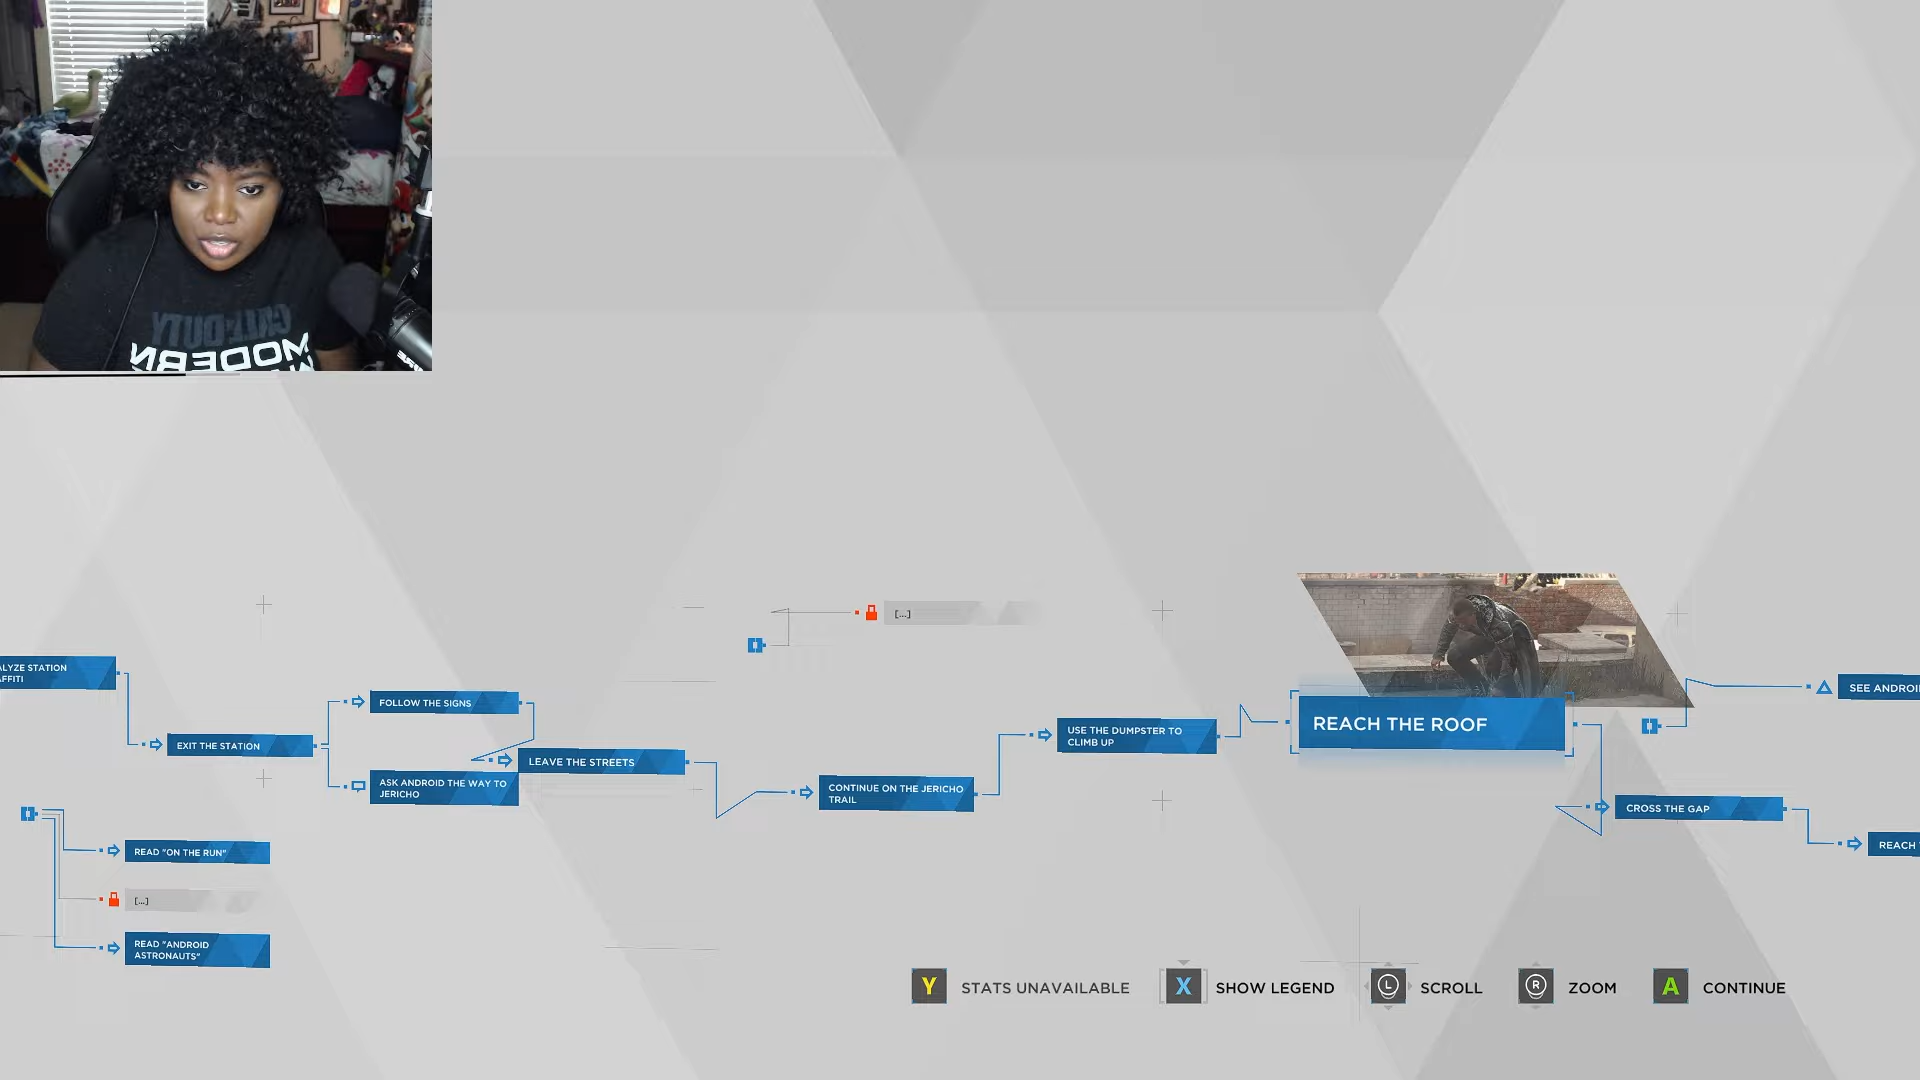 CALL DUTY
MODERN
ALYZE STATION
AFFITI
EXIT THE STATION
FOLLOW THE SIGNS
ASK ANDROID THE WAY TO
JERICHO
LEAVE THE STREETS
[...]
CONTINUE ON THE JERICHO
TRAIL
USE THE DUMPSTER TO
CLIMB UP
REACH THE ROOF
SEE ANDROI
CROSS THE GAP
REACH
READ "ON THE RUN"
[...]
READ "ANDROID
ASTRONAUTS"
Y STATS UNAVAILABLE X SHOW LEGEND L SCROLL R ZOOM A CONTINUE